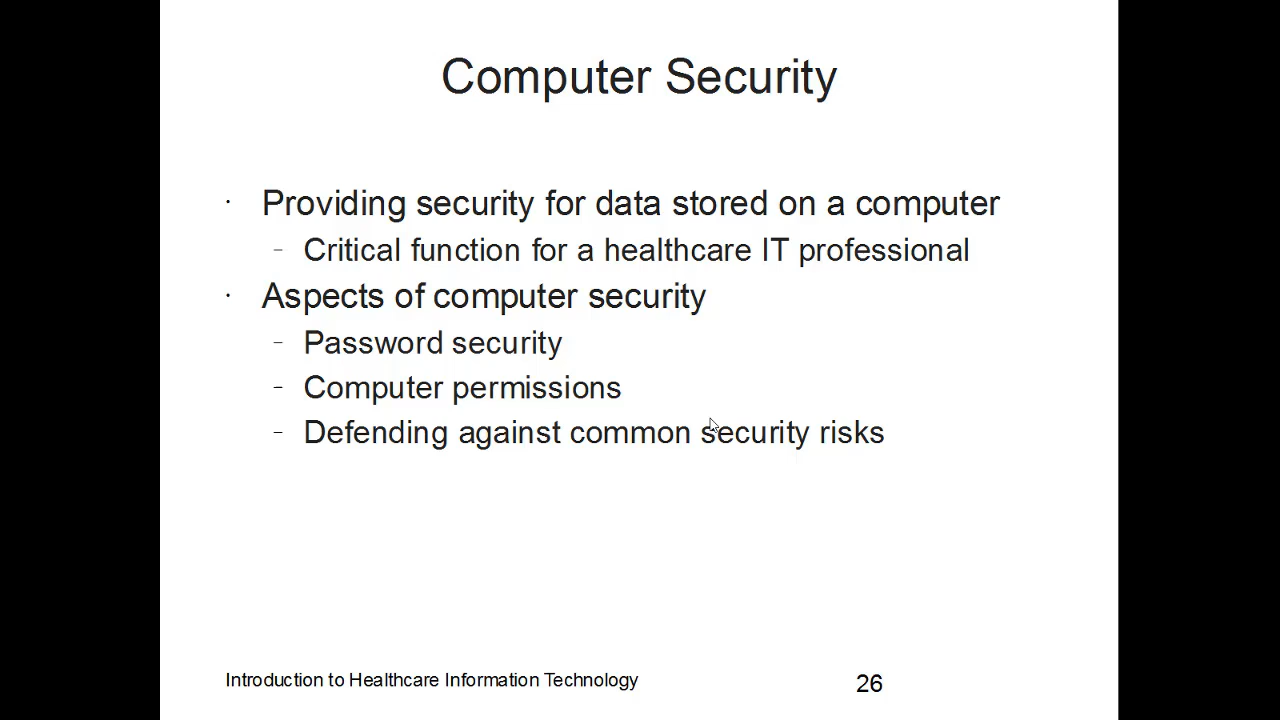 Computer Security
· Providing security for data stored on a computer
– Critical function for a healthcare IT professional
· Aspects of computer security
– Password security
– Computer permissions
– Defending against common security risks
Introduction to Healthcare Information Technology
26